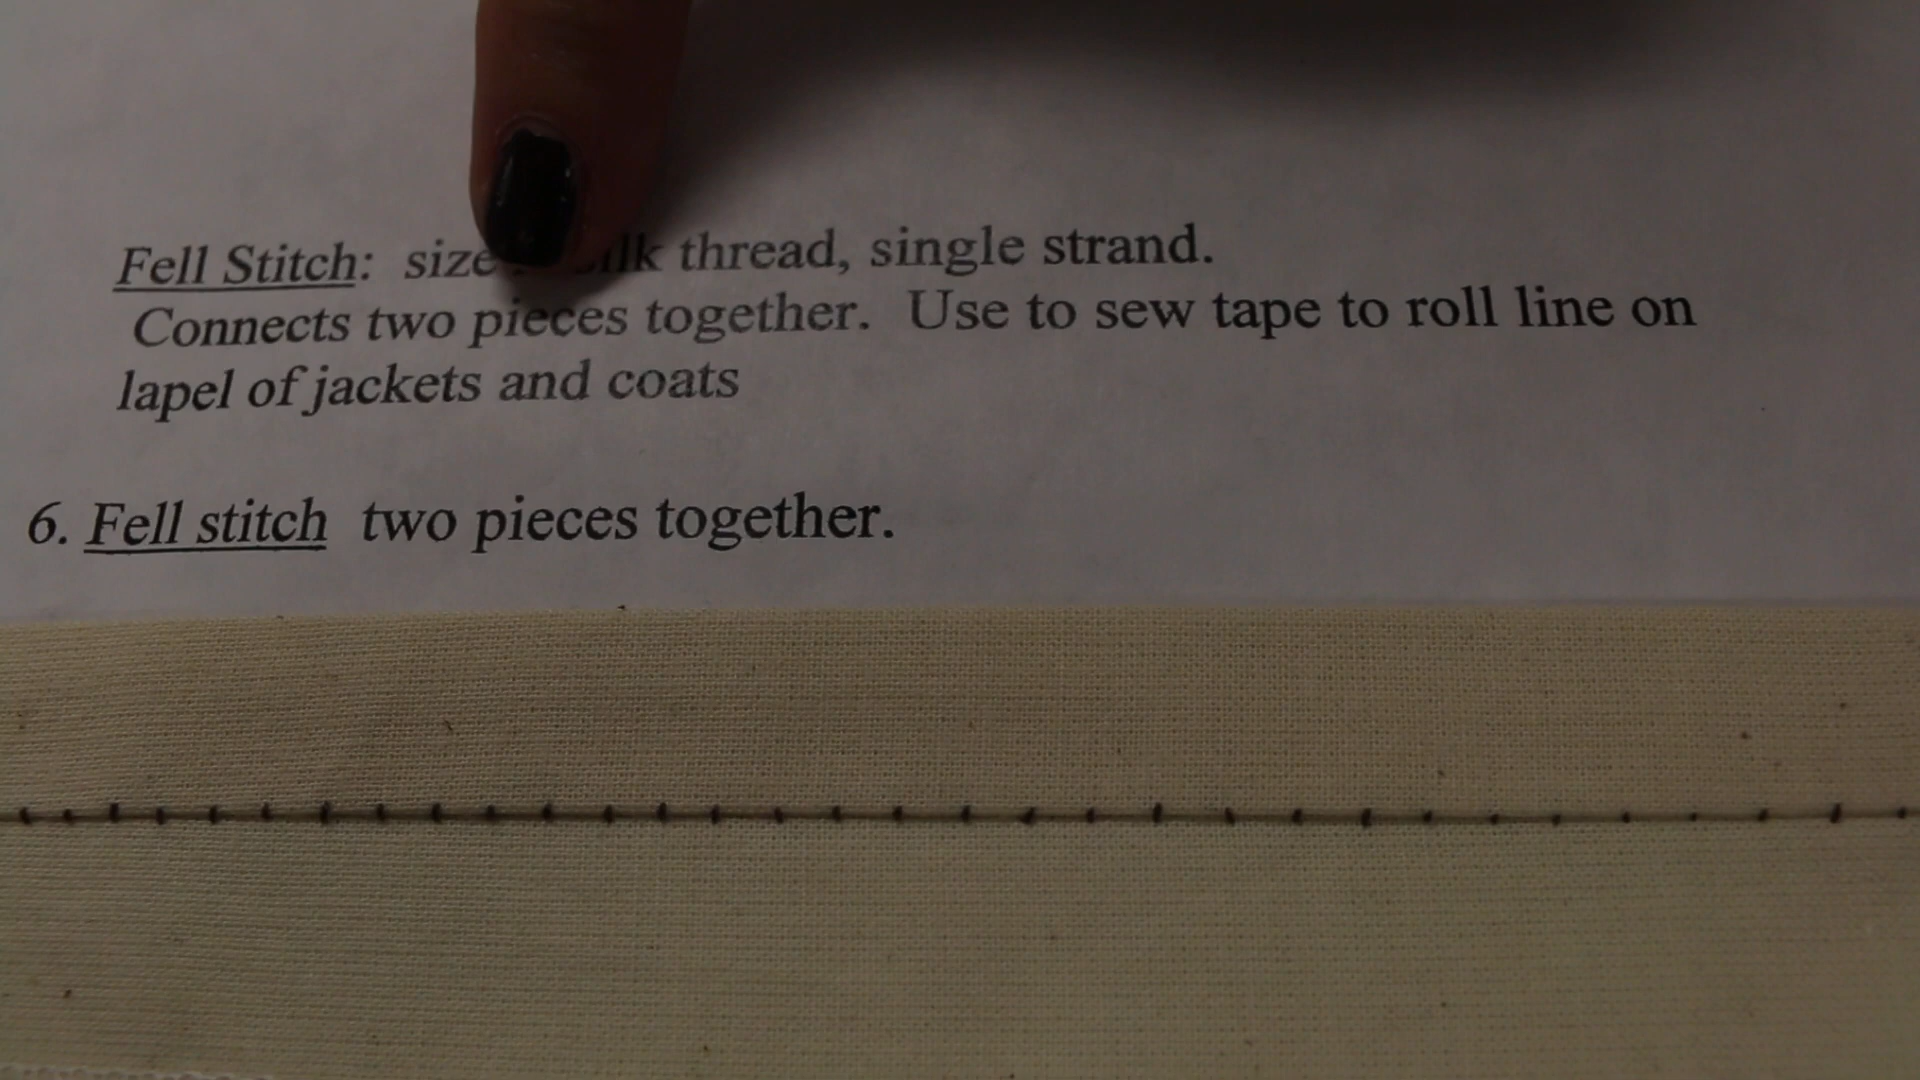 Fell Stitch: size thread, single strand.
Connects two pieces together. Use to sew tape to roll line on
lapel of jackets and coats
6. Fell stitch two pieces together.